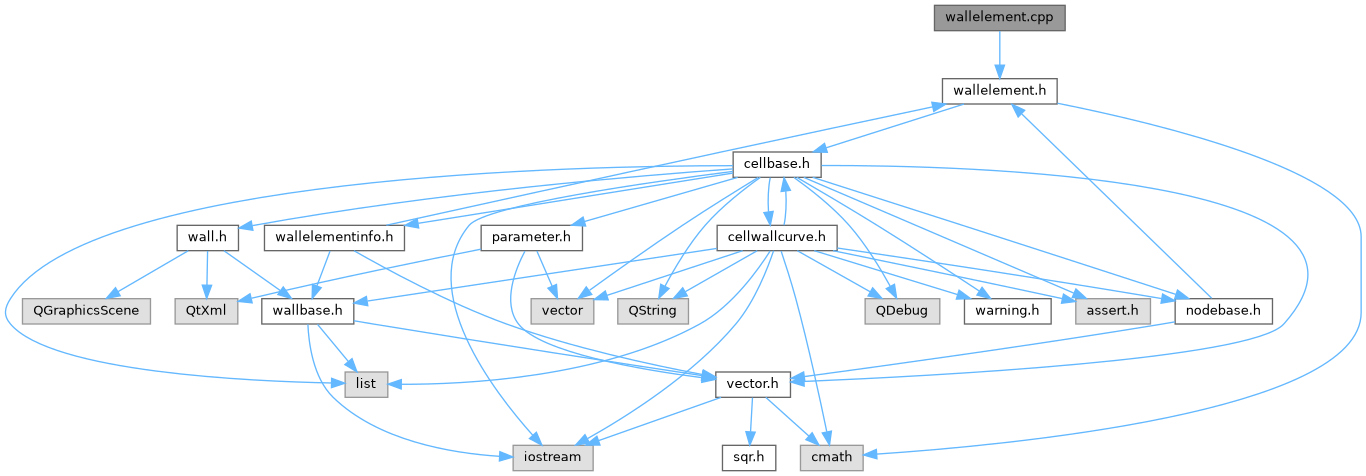 wallelement.cpp
wallelement.h
cellbase.h
wall.h
wallelementinfo.h
parameter.h
cellwallcurve.h
QGraphicsScene
QtXml
wallbase.h
vector
QString
QDebug
warning.h
assert.h
nodebase.h
list
vector.h
iostream
sqr.h
cmath